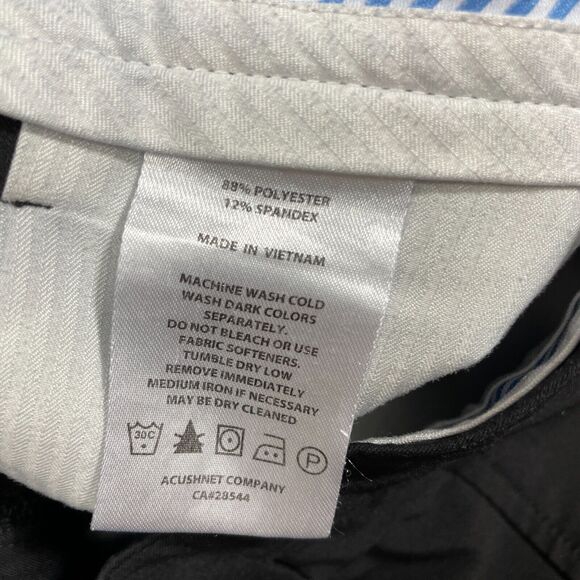 88% POLYESTER
12% SPANDEX
MADE IN VIETNAM
MACHINE WASH COLD
WASH DARK COLORS
SEPARATELY.
DO NOT BLEACH OR USE
FABRIC SOFTENERS.
TUMBLE DRY LOW
REMOVE IMMEDIATELY
MEDIUM IRON IF NECESSARY
MAY BE DRY CLEANED
30C
P
ACUSHNET COMPANY
CA#28544